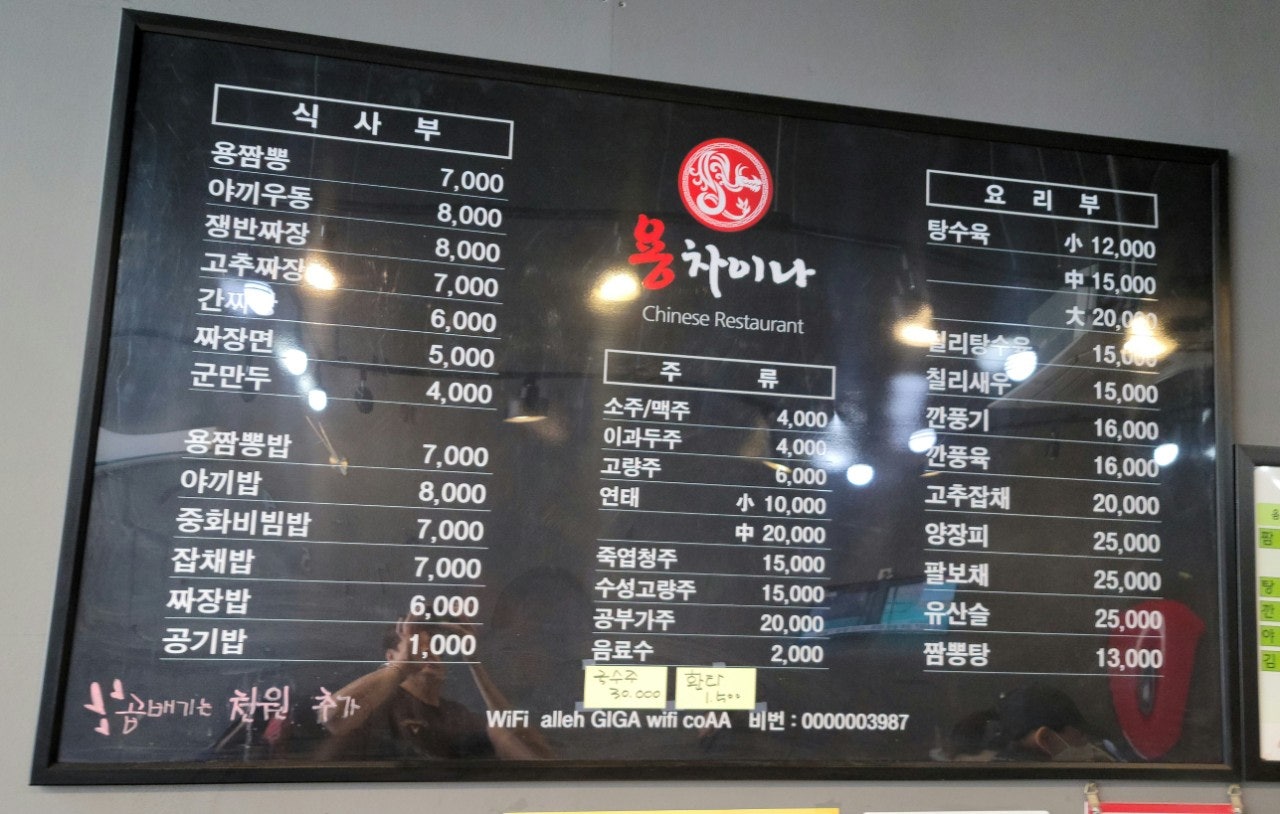 식 사 부
용짬뽕 7,000
야끼우동 8,000
쟁반짜장 8,000
고추짜장 7,000
간짜장 6,000
짜장면 5,000
군만두 4,000
용짬뽕밥 7,000
야끼밥 8,000
중화비빔밥 7,000
잡채밥 7,000
짜장밥 6,000
공기밥 1,000
곱배기는 천원 추가
용차이나
Chinese Restaurant
주 류
소주/맥주 4,000
이과두주 4,000
고량주 6,000
연태 小 10,000
中 20,000
죽엽청주 15,000
수성고량주 15,000
공부가주 20,000
음료수 2,000
국수주 30.000
환타 1.500
WiFi alleh GIGA wifi coAA 비번 : 0000003987
요 리 부
탕수육 小 12,000
中 15,000
大 20,000
칠리탕수육 15,000
칠리새우 15,000
깐풍기 16,000
깐풍육 16,000
고추잡채 20,000
양장피 25,000
팔보채 25,000
유산슬 25,000
짬뽕탕 13,000
짬
탕
깐
야
김